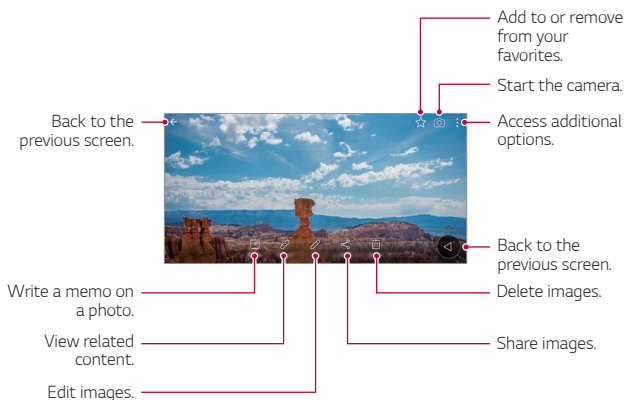 Add to or remove
from your
favorites.
Start the camera.
Back to the
previous screen.
Access additional
options.
Back to the
previous screen.
Write a memo on
a photo.
Delete images.
View related
content.
Share images.
Edit images.